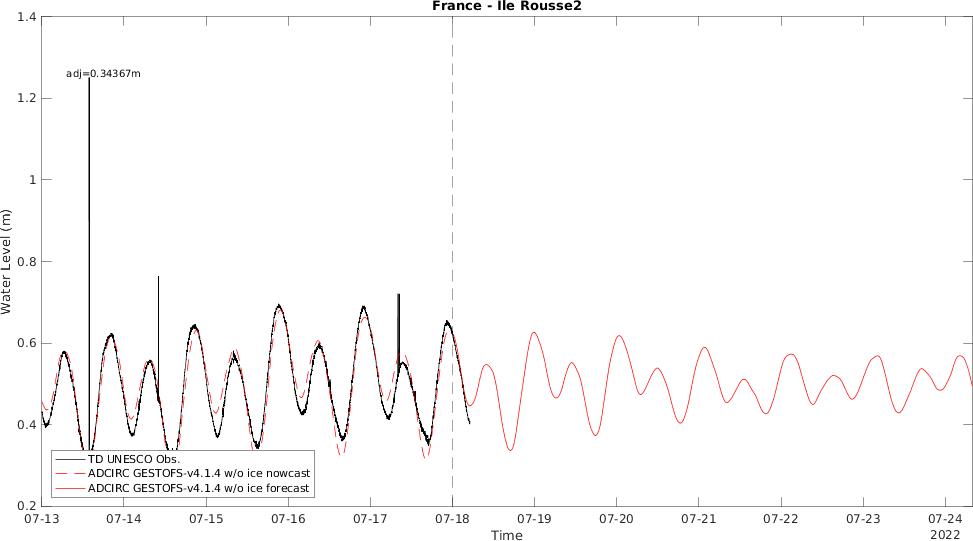 France - Ile Rousse2
adj=0.34367m
1.4
1.2
1
0.8
0.6
0.4
0.2
Water Level (m)
TD UNESCO Obs.
ADCIRC GESTOFS-v4.1.4 w/o ice nowcast
ADCIRC GESTOFS-v4.1.4 w/o ice forecast
07-13 07-14 07-15 07-16 07-17 07-18 07-19 07-20 07-21 07-22 07-23 07-24
Time
2022